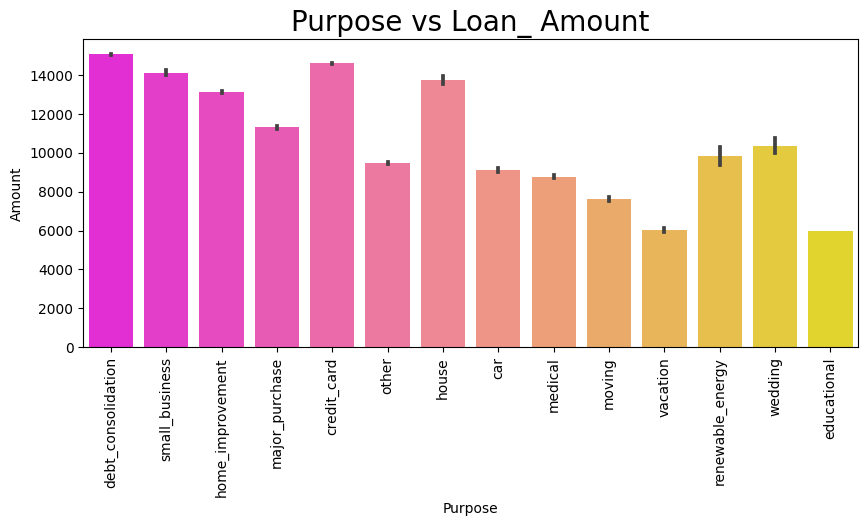 Purpose vs Loan_ Amount
Amount
14000
12000
10000
8000
6000
4000
2000
0
debt_consolidation
small_business
home_improvement
major_purchase
credit_card
other
house
car
medical
moving
vacation
renewable_energy
wedding
educational
Purpose